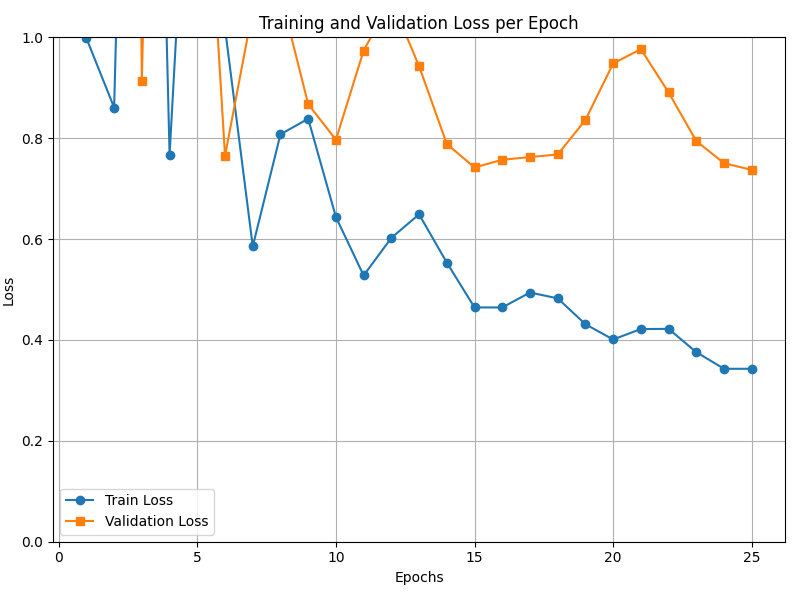 Training and Validation Loss per Epoch
1.0
0.8
0.6
0.4
0.2
0.0
Loss
Train Loss
Validation Loss
0 5 10 15 20 25
Epochs